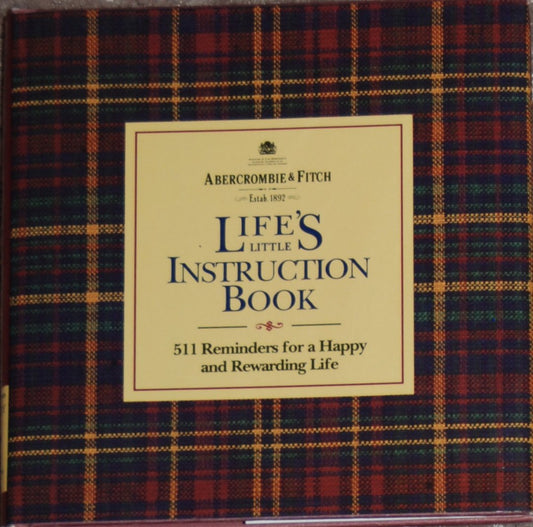 ABERCROMBIE & FITCH
Estab. 1892
LIFE'S
LITTLE
INSTRUCTION
BOOK
511 Reminders for a Happy
and Rewarding Life